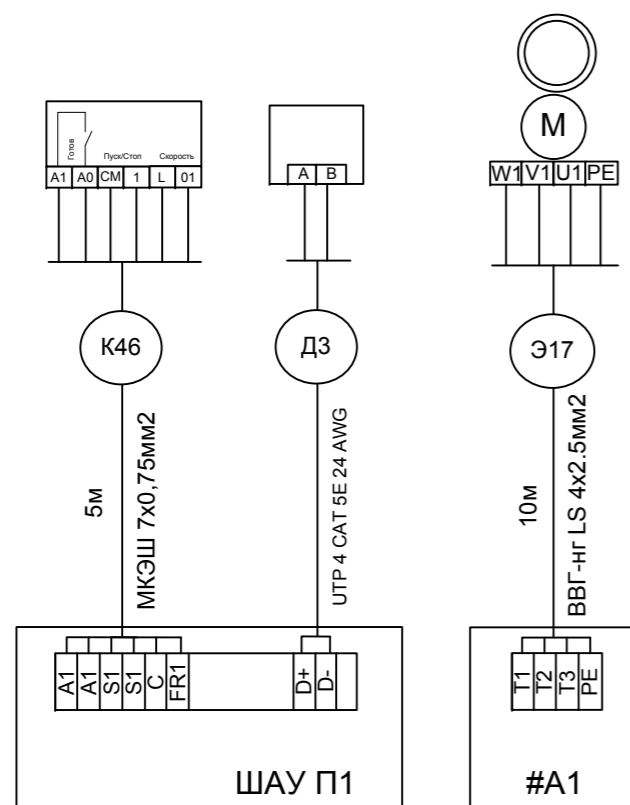 М
Готов
Пуск/Стоп Скорость
A1 A0 CM 1 L 01
A B
W1 V1 U1 PE
К46
Д3
Э17
5м
МКЭШ 7x0,75мм2
UTP 4 CAT 5E 24 AWG
10м
ВВГ-нг LS 4x2.5мм2
A1 A1 S1 S1 C FR1
D+ D-
T1 T2 T3 PE
ШАУ П1
#A1